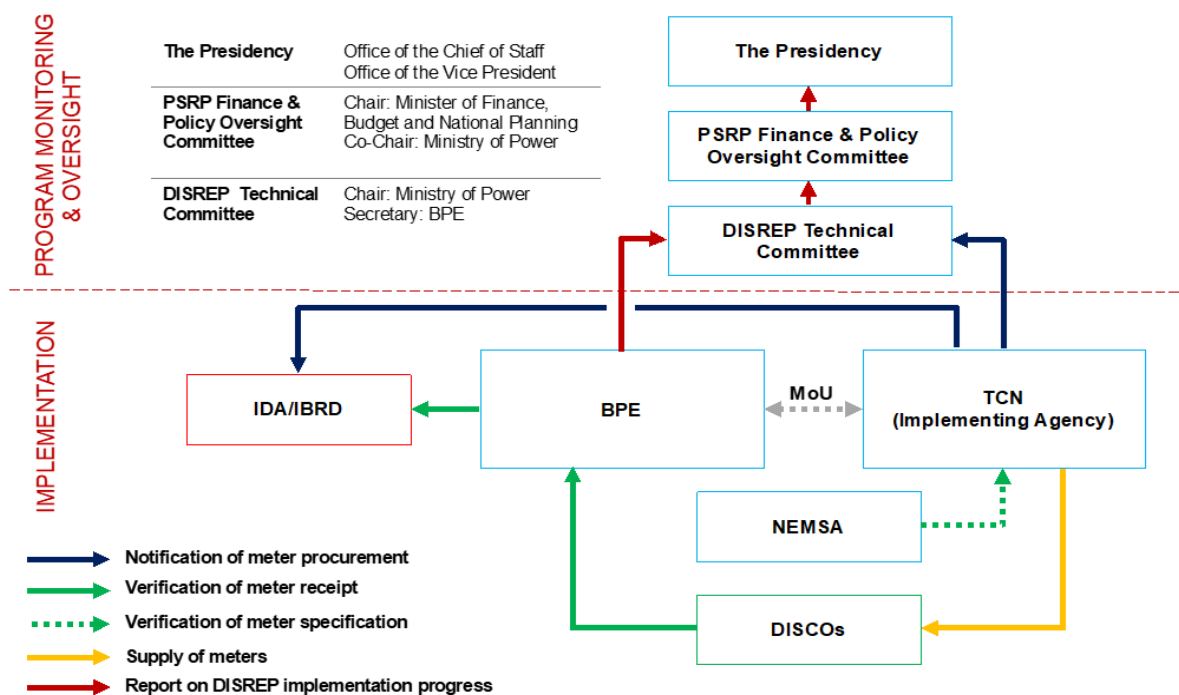 PROGRAM MONITORING
& OVERSIGHT
The Presidency
Office of the Chief of Staff
Office of the Vice President
PSRP Finance &
Policy Oversight
Committee
Chair: Minister of Finance,
Budget and National Planning
Co-Chair: Ministry of Power
DISREP Technical
Committee
Chair: Ministry of Power
Secretary: BPE
The Presidency
PSRP Finance & Policy
Oversight Committee
DISREP Technical
Committee
IMPLEMENTATION
IDA/IBRD
BPE
MoU
TCN
(Implementing Agency)
NEMSA
DISCOs
Notification of meter procurement
Verification of meter receipt
Verification of meter specification
Supply of meters
Report on DISREP implementation progress